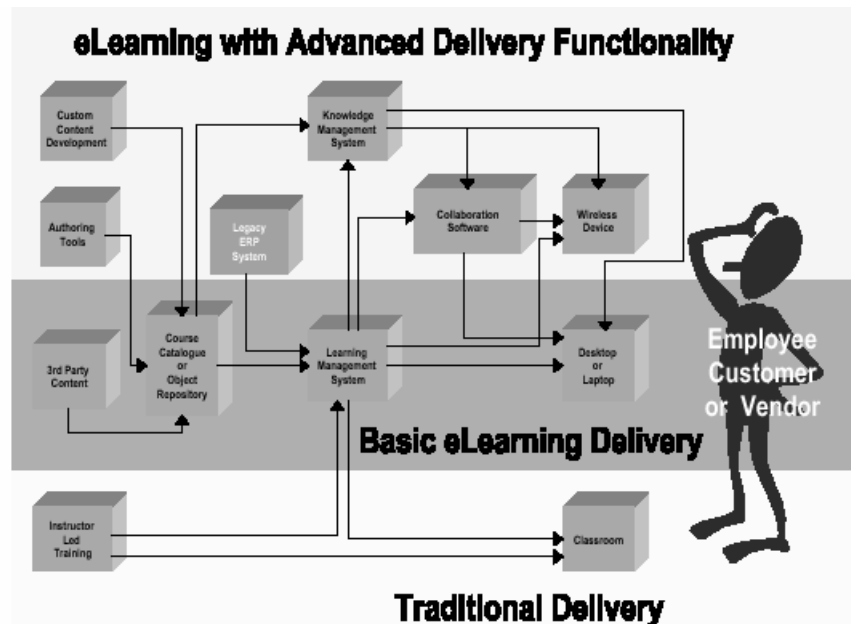 eLearning with Advanced Delivery Functionality
Custom
Content
Development
Knowledge
Management
System
Authoring
Tools
Legacy
ERP
System
Collaboration
Software
Wireless
Device
3rd Party
Content
Course
Catalogue
or
Object
Repository
Learning
Management
System
Desktop
or
Laptop
Employee
Customer
or Vendor
Basic eLearning Delivery
Instructor
Led
Training
Classroom
Traditional Delivery